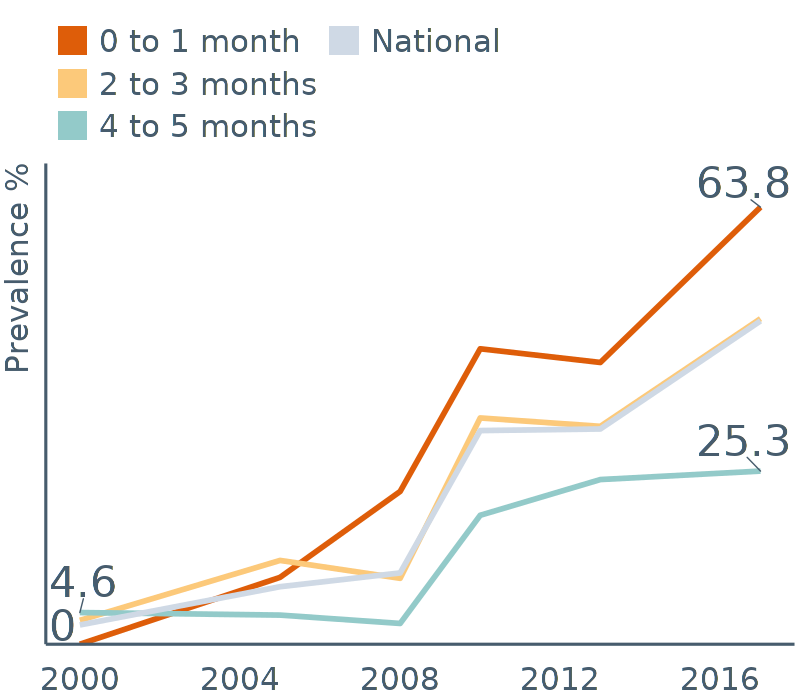 0 to 1 month
National
2 to 3 months
4 to 5 months
Prevalence %
63.8
25.3
4.6
0
2000 2004 2008 2012 2016